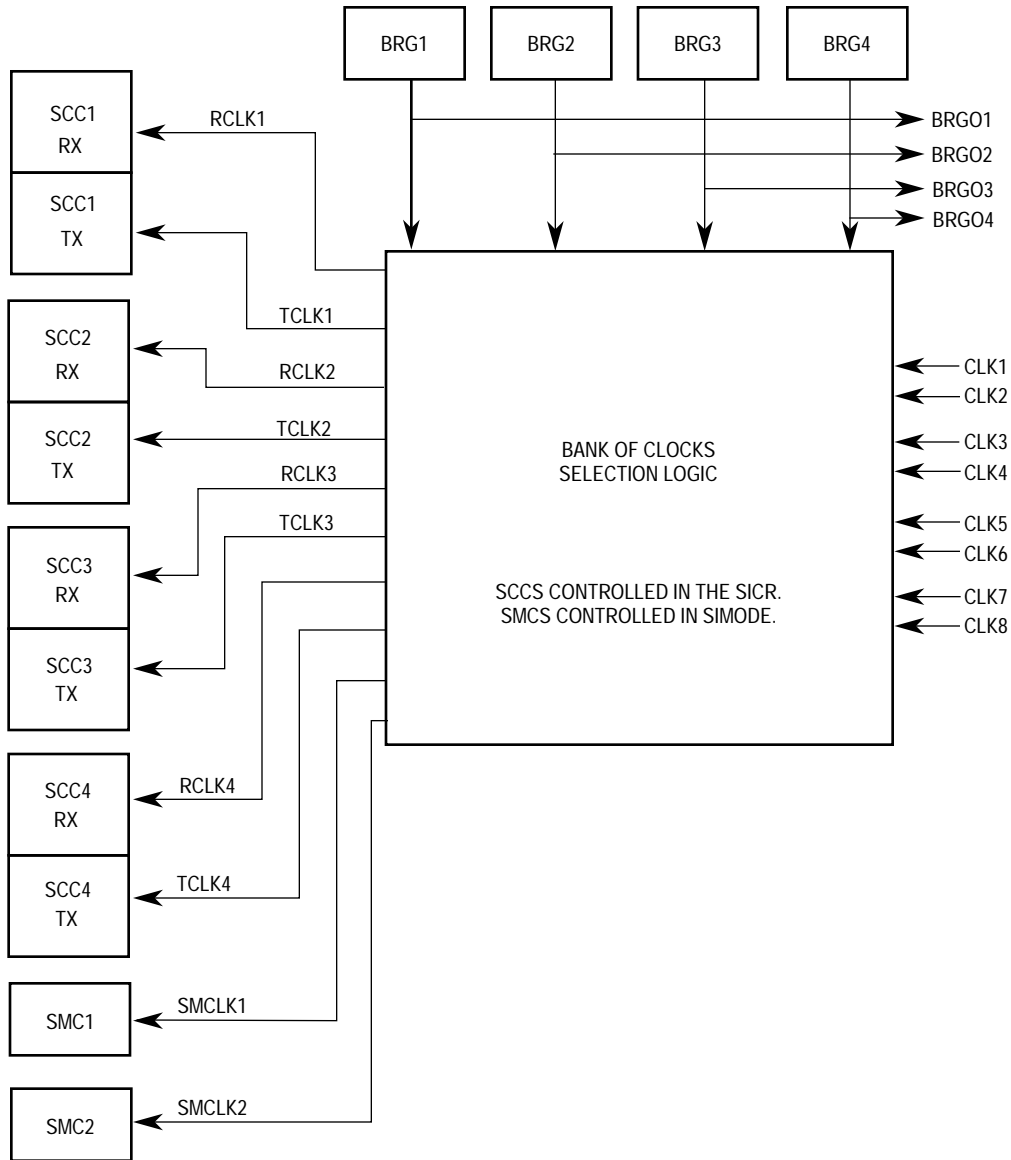 BRG1
BRG2
BRG3
BRG4
BRGO1
BRGO2
BRGO3
BRGO4
SCC1
RX
RCLK1
SCC1
TX
TCLK1
SCC2
RX
RCLK2
SCC2
TX
TCLK2
RCLK3
TCLK3
SCC3
RX
SCC3
TX
SCC4
RX
RCLK4
SCC4
TX
TCLK4
SMC1
SMCLK1
SMC2
SMCLK2
BANK OF CLOCKS
SELECTION LOGIC
SCCS CONTROLLED IN THE SICR.
SMCS CONTROLLED IN SIMODE.
CLK1
CLK2
CLK3
CLK4
CLK5
CLK6
CLK7
CLK8